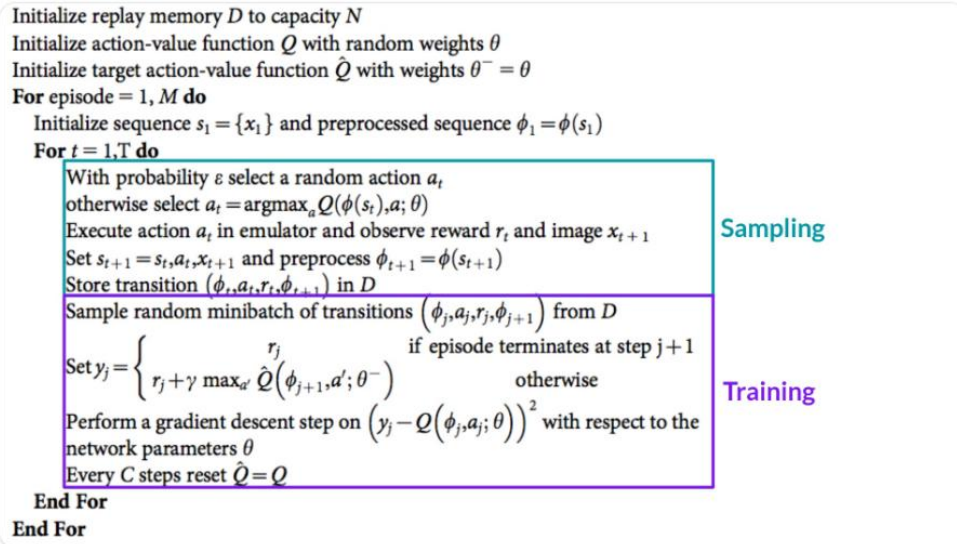 Initialize replay memory D to capacity N
Initialize action-value function Q with random weights θ
Initialize target action-value function Q̂ with weights θ⁻ = θ
For episode = 1, M do
Initialize sequence s₁ = {x₁} and preprocessed sequence ϕ₁ = ϕ(s₁)
For t = 1,T do
With probability ε select a random action aₜ
otherwise select aₜ = argmaxₐ Q(ϕ(sₜ),a; θ)
Execute action aₜ in emulator and observe reward rₜ and image xₜ₊₁
Set sₜ₊₁ = sₜ,aₜ,xₜ₊₁ and preprocess ϕₜ₊₁ = ϕ(sₜ₊₁)
Store transition (ϕₜ,aₜ,rₜ,ϕₜ₊₁) in D
Sampling
Sample random minibatch of transitions (ϕⱼ,aⱼ,rⱼ,ϕⱼ₊₁) from D
Set yⱼ = { rⱼ if episode terminates at step j+1
rⱼ + γ maxₐ′ Q̂(ϕⱼ₊₁,a′; θ⁻) otherwise
Perform a gradient descent step on (yⱼ − Q(ϕⱼ,aⱼ; θ))² with respect to the
network parameters θ
Every C steps reset Q̂ = Q
Training
End For
End For